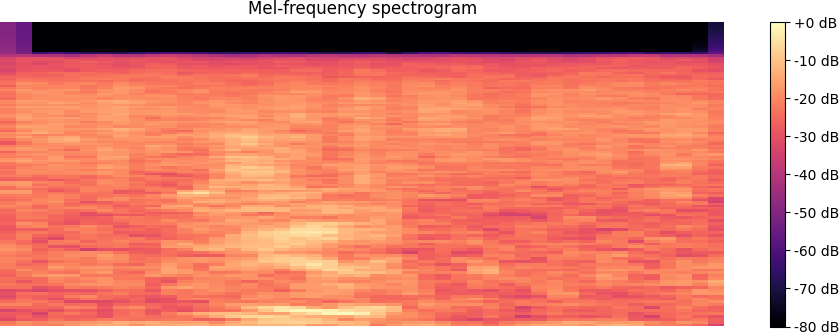 Mel-frequency spectrogram
+0 dB
-10 dB
-20 dB
-30 dB
-40 dB
-50 dB
-60 dB
-70 dB
-80 dB